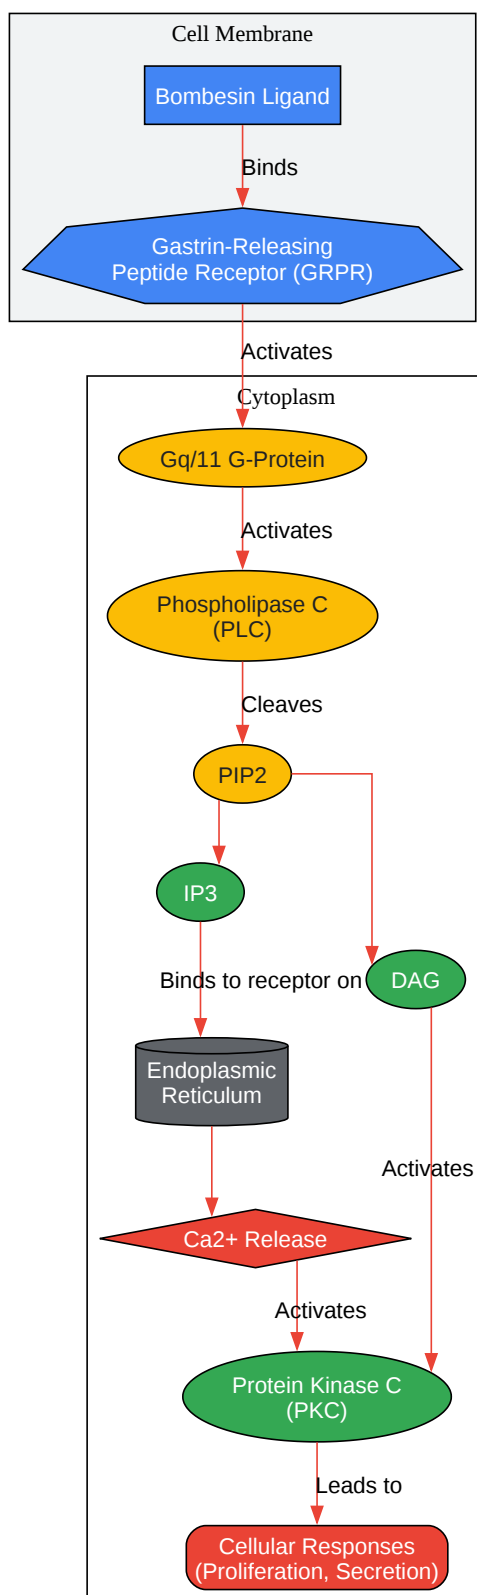 Cell Membrane
Bombesin Ligand
Binds
Gastrin-Releasing
Peptide Receptor (GRPR)
Activates
Cytoplasm
Gq/11 G-Protein
Activates
Phospholipase C
(PLC)
Cleaves
PIP2
IP3
Binds to receptor on
DAG
Endoplasmic
Reticulum
Activates
Ca2+ Release
Activates
Protein Kinase C
(PKC)
Leads to
Cellular Responses
(Proliferation, Secretion)